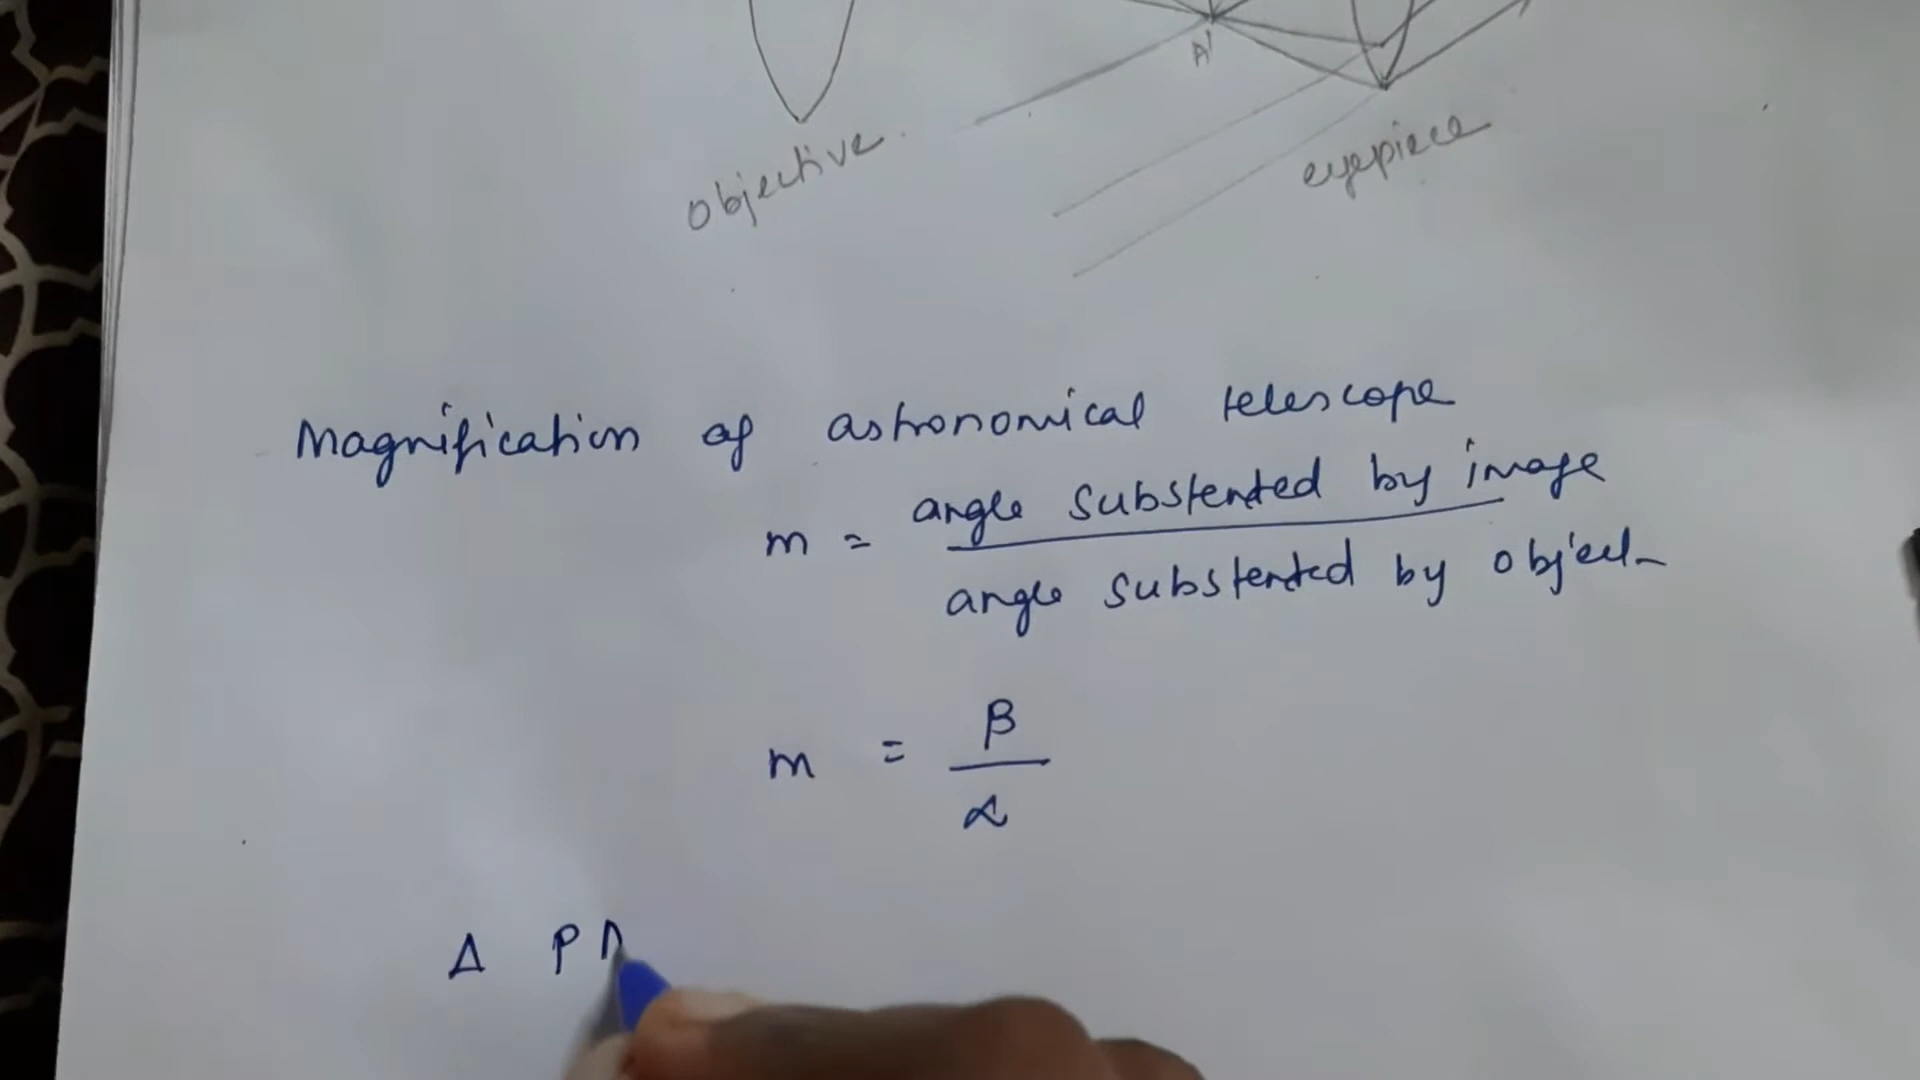 A'
objective.
eyepiece
Magnification of astronomical telescope
m = angle substented by image
angle substented by object
m = β
α
Δ P